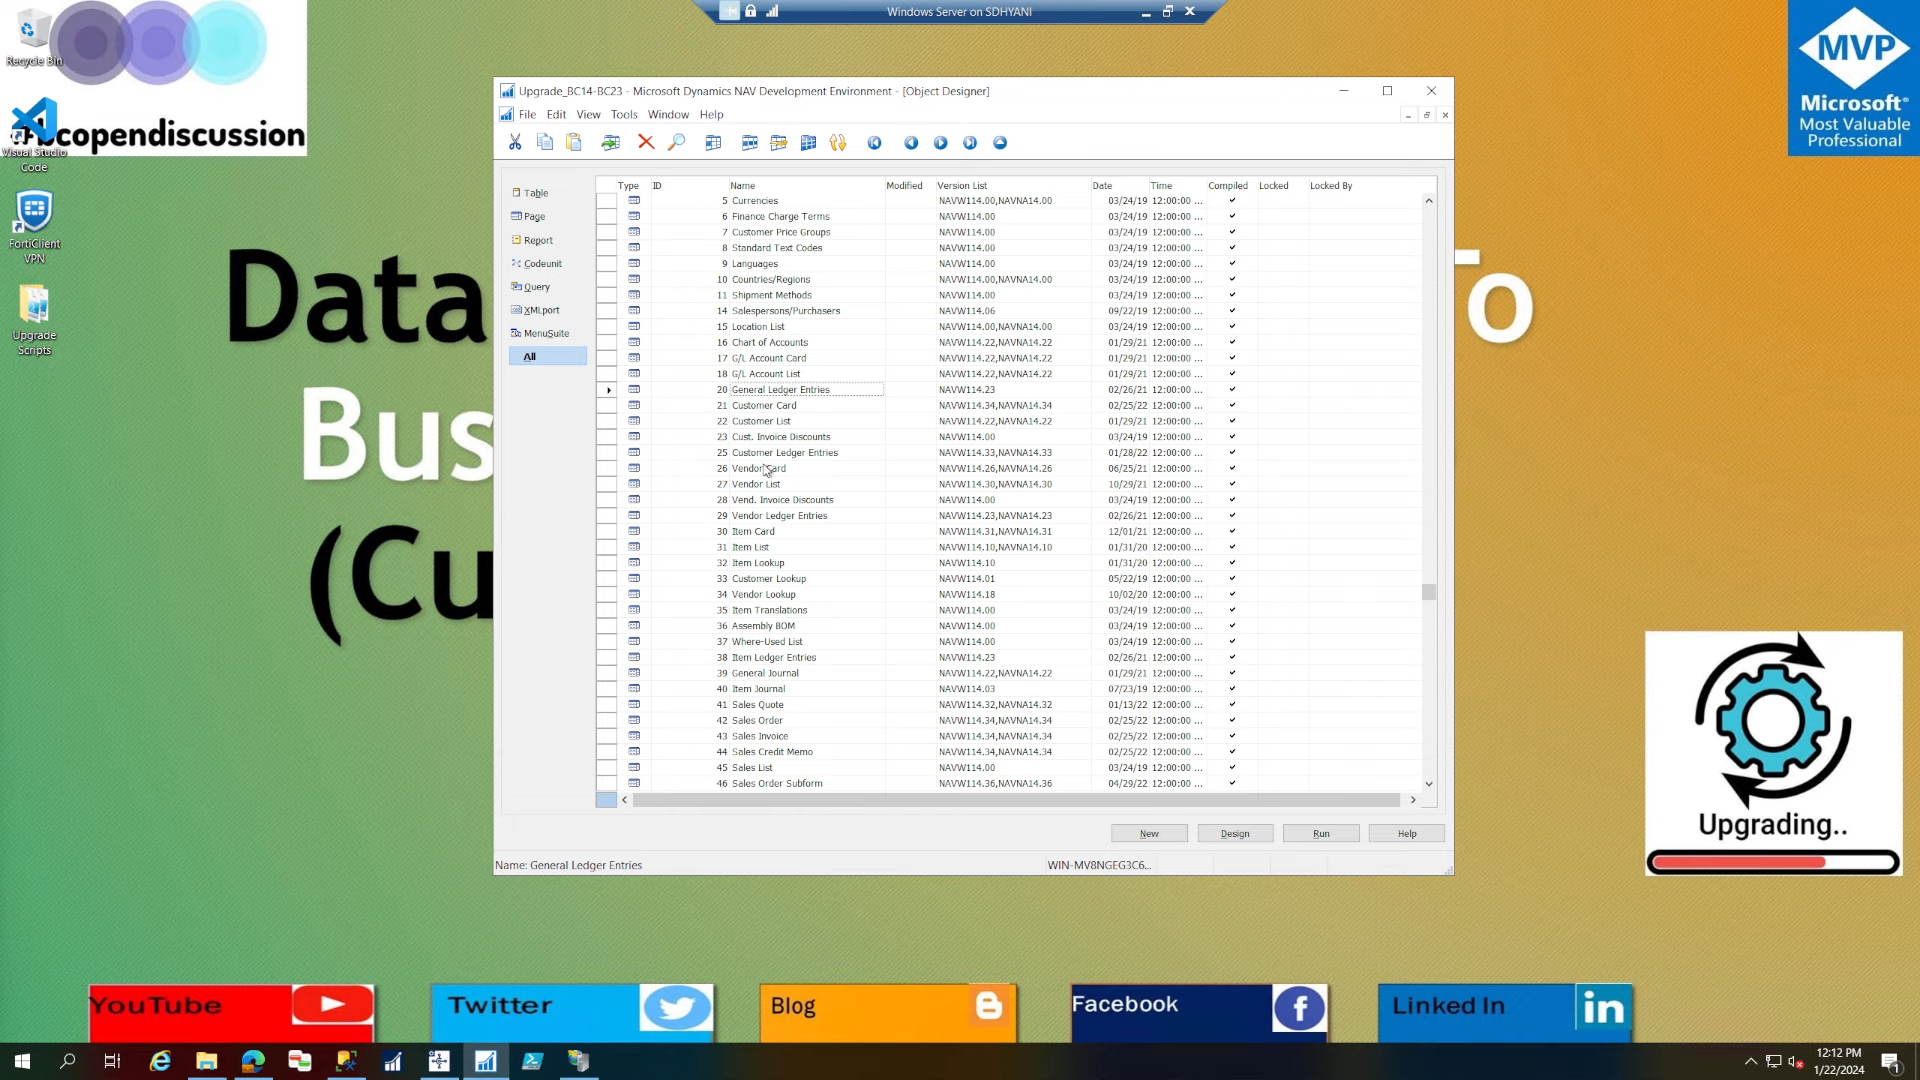 Windows Server on SDHYANI
Recycle Bin
#bcopendiscussion
Visual Studio
Code
FortiClient
VPN
Upgrade
Scripts
MVP
Microsoft®
Most Valuable
Professional
Data
To
Bus
(Cu
Upgrade_BC14-BC23 - Microsoft Dynamics NAV Development Environment - [Object Designer]
File Edit View Tools Window Help
Table
Page
Report
Codeunit
Query
XMLport
MenuSuite
All
Type ID Name Modified Version List Date Time Compiled Locked Locked By
5 Currencies NAVW114.00,NAVNA14.00 03/24/19 12:00:00 ...
6 Finance Charge Terms NAVW114.00 03/24/19 12:00:00 ...
7 Customer Price Groups NAVW114.00 03/24/19 12:00:00 ...
8 Standard Text Codes NAVW114.00 03/24/19 12:00:00 ...
9 Languages NAVW114.00 03/24/19 12:00:00 ...
10 Countries/Regions NAVW114.00,NAVNA14.00 03/24/19 12:00:00 ...
11 Shipment Methods NAVW114.00 03/24/19 12:00:00 ...
14 Salespersons/Purchasers NAVW114.06 09/22/19 12:00:00 ...
15 Location List NAVW114.00,NAVNA14.00 03/24/19 12:00:00 ...
16 Chart of Accounts NAVW114.22,NAVNA14.22 01/29/21 12:00:00 ...
17 G/L Account Card NAVW114.22,NAVNA14.22 01/29/21 12:00:00 ...
18 G/L Account List NAVW114.22,NAVNA14.22 01/29/21 12:00:00 ...
20 General Ledger Entries NAVW114.23 02/26/21 12:00:00 ...
21 Customer Card NAVW114.34,NAVNA14.34 02/25/22 12:00:00 ...
22 Customer List NAVW114.22,NAVNA14.22 01/29/21 12:00:00 ...
23 Cust. Invoice Discounts NAVW114.00 03/24/19 12:00:00 ...
25 Customer Ledger Entries NAVW114.33,NAVNA14.33 01/28/22 12:00:00 ...
26 Vendor Card NAVW114.26,NAVNA14.26 06/25/21 12:00:00 ...
27 Vendor List NAVW114.30,NAVNA14.30 10/29/21 12:00:00 ...
28 Vend. Invoice Discounts NAVW114.00 03/24/19 12:00:00 ...
29 Vendor Ledger Entries NAVW114.23,NAVNA14.23 02/26/21 12:00:00 ...
30 Item Card NAVW114.31,NAVNA14.31 12/01/21 12:00:00 ...
31 Item List NAVW114.10,NAVNA14.10 01/31/20 12:00:00 ...
32 Item Lookup NAVW114.10 01/31/20 12:00:00 ...
33 Customer Lookup NAVW114.01 05/22/19 12:00:00 ...
34 Vendor Lookup NAVW114.18 10/02/20 12:00:00 ...
35 Item Translations NAVW114.00 03/24/19 12:00:00 ...
36 Assembly BOM NAVW114.00 03/24/19 12:00:00 ...
37 Where-Used List NAVW114.00 03/24/19 12:00:00 ...
38 Item Ledger Entries NAVW114.23 02/26/21 12:00:00 ...
39 General Journal NAVW114.22,NAVNA14.22 01/29/21 12:00:00 ...
40 Item Journal NAVW114.03 07/23/19 12:00:00 ...
41 Sales Quote NAVW114.32,NAVNA14.32 01/13/22 12:00:00 ...
42 Sales Order NAVW114.34,NAVNA14.34 02/25/22 12:00:00 ...
43 Sales Invoice NAVW114.34,NAVNA14.34 02/25/22 12:00:00 ...
44 Sales Credit Memo NAVW114.34,NAVNA14.34 02/25/22 12:00:00 ...
45 Sales List NAVW114.00 03/24/19 12:00:00 ...
46 Sales Order Subform NAVW114.36,NAVNA14.36 04/29/22 12:00:00 ...
New Design Run Help
Name: General Ledger Entries WIN-MV8NGEG3C6...
Upgrading..
YouTube
Twitter
Blog
Facebook
Linked In
in
12:12 PM
1/22/2024
1